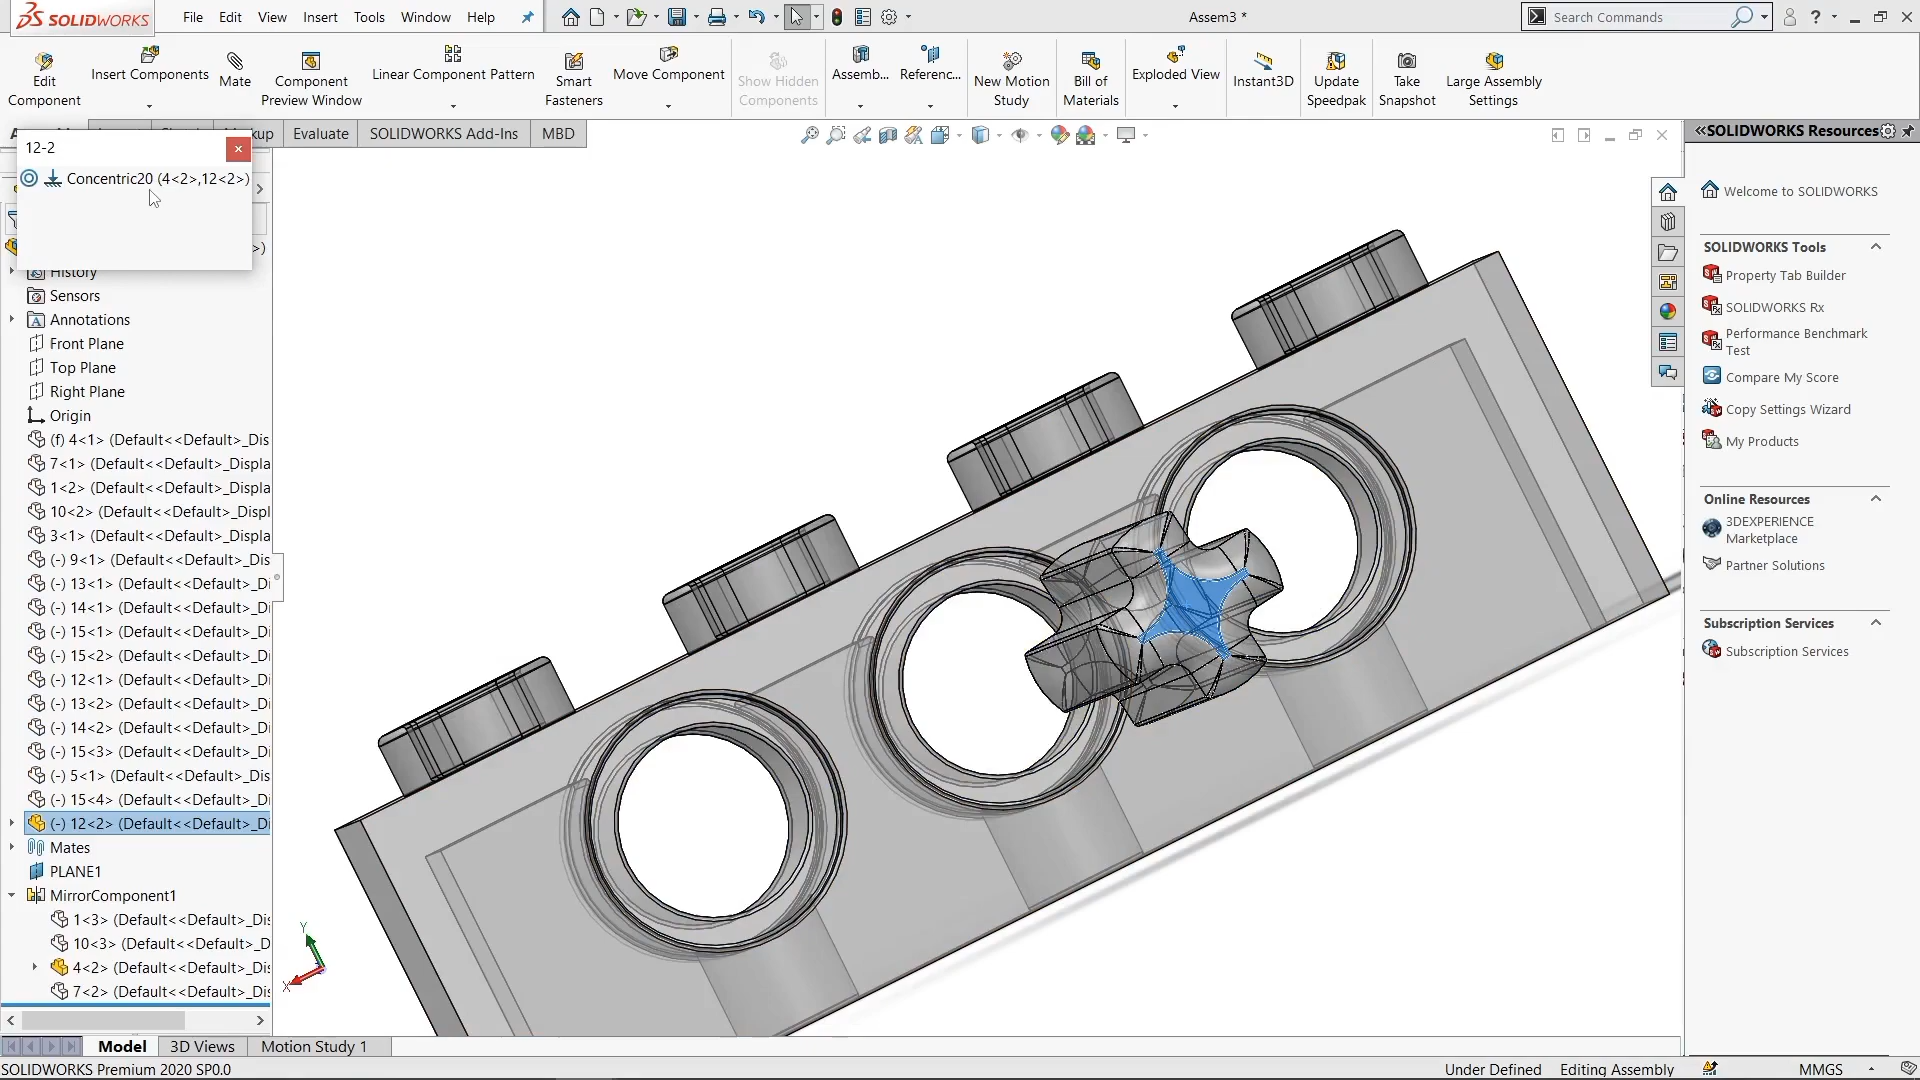 SOLIDWORKS
File Edit View Insert Tools Window Help
Assem3 *
Search Commands
Edit Component
Insert Components
Mate
Component Preview Window
Linear Component Pattern
Smart Fasteners
Move Component
Show Hidden Components
Assemb...
Referenc...
New Motion Study
Bill of Materials
Exploded View
Instant3D
Update Speedpak
Take Snapshot
Large Assembly Settings
Evaluate
SOLIDWORKS Add-Ins
MBD
12-2
Concentric20 (4<2>,12<2>)
History
Sensors
Annotations
Front Plane
Top Plane
Right Plane
Origin
(f) 4<1> (Default<<Default>_Dis
7<1> (Default<<Default>_Displa
1<2> (Default<<Default>_Displa
10<2> (Default<<Default>_Displ
3<1> (Default<<Default>_Displa
(-) 9<1> (Default<<Default>_Dis
(-) 13<1> (Default<<Default>_Di
(-) 14<1> (Default<<Default>_Di
(-) 15<1> (Default<<Default>_Di
(-) 15<2> (Default<<Default>_Di
(-) 12<1> (Default<<Default>_Di
(-) 13<2> (Default<<Default>_Di
(-) 14<2> (Default<<Default>_Di
(-) 15<3> (Default<<Default>_Di
(-) 5<1> (Default<<Default>_Dis
(-) 15<4> (Default<<Default>_Di
(-) 12<2> (Default<<Default>_Di
Mates
PLANE1
MirrorComponent1
1<3> (Default<<Default>_Dis
10<3> (Default<<Default>_D
4<2> (Default<<Default>_Dis
7<2> (Default<<Default>_Dis
Y
X
SOLIDWORKS Resources
Welcome to SOLIDWORKS
SOLIDWORKS Tools
Property Tab Builder
SOLIDWORKS Rx
Performance Benchmark
Test
Compare My Score
Copy Settings Wizard
My Products
Online Resources
3DEXPERIENCE
Marketplace
Partner Solutions
Subscription Services
Subscription Services
Model 3D Views Motion Study 1
SOLIDWORKS Premium 2020 SP0.0
Under Defined Editing Assembly MMGS